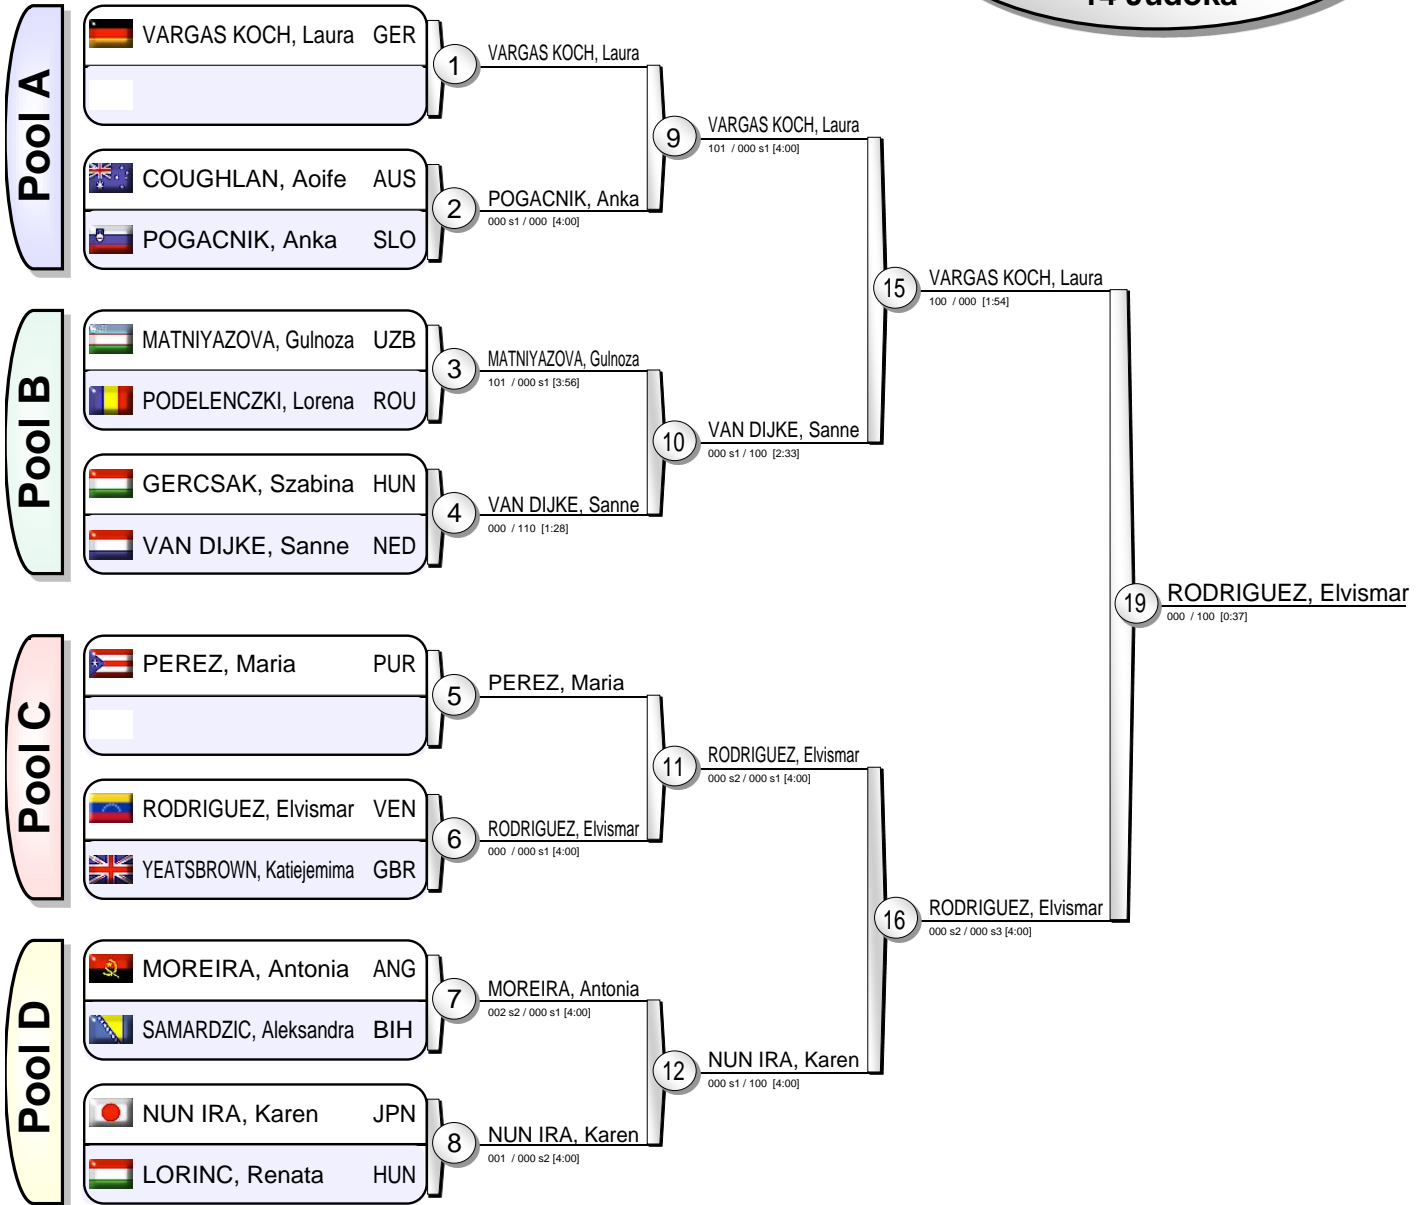 14 Judoka
Pool A
VARGAS KOCH, Laura GER
COUGHLAN, Aoife AUS
POGACNIK, Anka SLO
Pool B
MATNIYAZOVA, Gulnoza UZB
PODELENCZKI, Lorena ROU
GERCSAK, Szabina HUN
VAN DIJKE, Sanne NED
Pool C
PEREZ, Maria PUR
RODRIGUEZ, Elvismar VEN
YEATSBROWN, Katiejemima GBR
Pool D
MOREIRA, Antonia ANG
SAMARDZIC, Aleksandra BIH
NUN IRA, Karen JPN
LORINC, Renata HUN
1
VARGAS KOCH, Laura
2
POGACNIK, Anka
000 s1 / 000 [4:00]
3
MATNIYAZOVA, Gulnoza
101 / 000 s1 [3:56]
4
VAN DIJKE, Sanne
000 / 110 [1:28]
5
PEREZ, Maria
6
RODRIGUEZ, Elvismar
000 / 000 s1 [4:00]
7
MOREIRA, Antonia
002 s2 / 000 s1 [4:00]
8
NUN IRA, Karen
001 / 000 s2 [4:00]
9
VARGAS KOCH, Laura
101 / 000 s1 [4:00]
10
VAN DIJKE, Sanne
000 s1 / 100 [2:33]
11
RODRIGUEZ, Elvismar
000 s2 / 000 s1 [4:00]
12
NUN IRA, Karen
000 s1 / 100 [4:00]
15
VARGAS KOCH, Laura
100 / 000 [1:54]
16
RODRIGUEZ, Elvismar
000 s2 / 000 s3 [4:00]
19
RODRIGUEZ, Elvismar
000 / 100 [0:37]